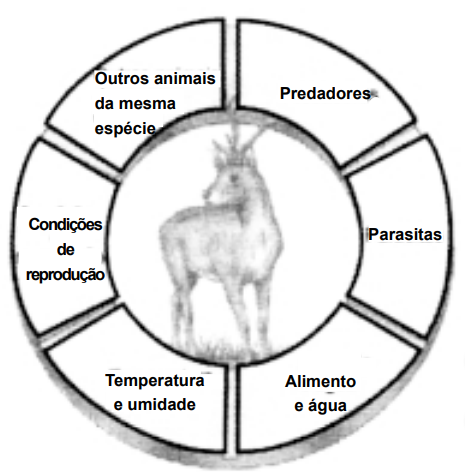 Outros animais
da mesma
espécie
Predadores
Condições
de
reprodução
Parasitas
Temperatura
e umidade
Alimento
e água